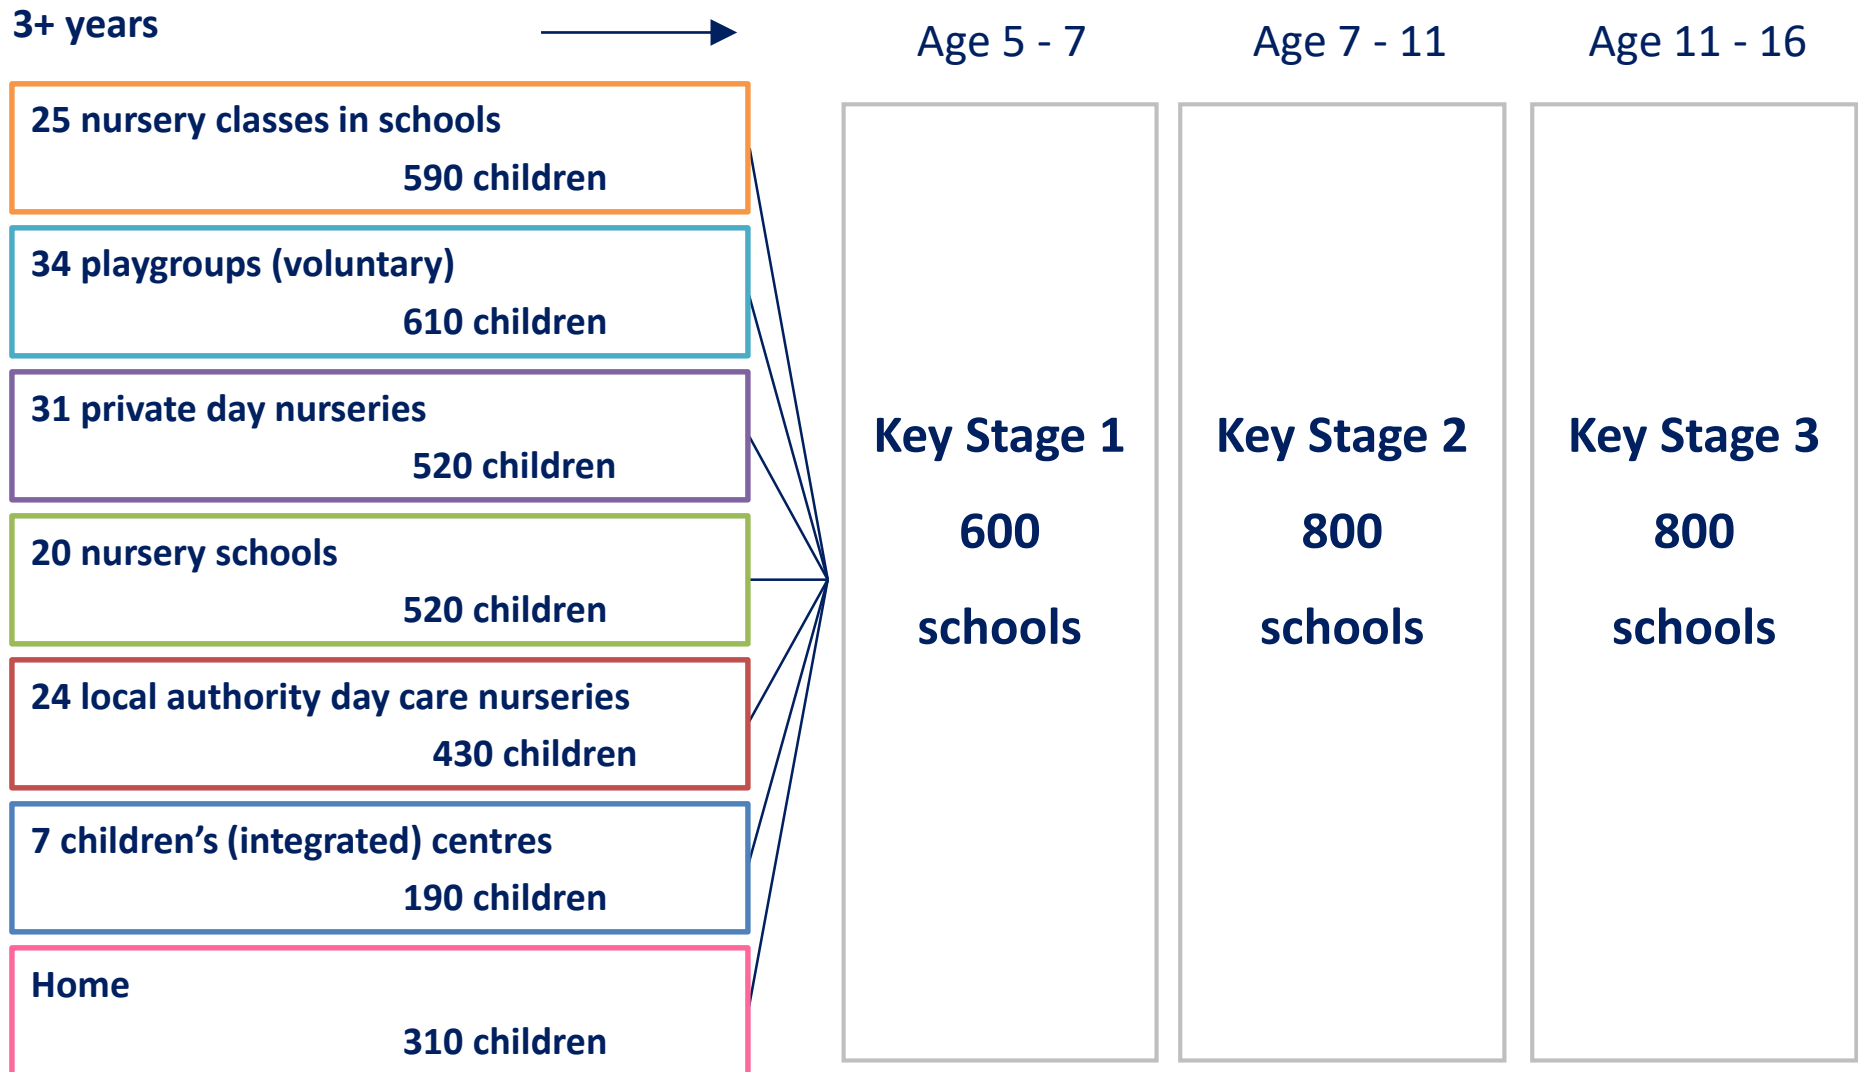 3+ years
Age 5 - 7
Age 7 - 11
Age 11 - 16
25 nursery classes in schools
590 children
34 playgroups (voluntary)
610 children
31 private day nurseries
520 children
20 nursery schools
520 children
24 local authority day care nurseries
430 children
7 children’s (integrated) centres
190 children
Home
310 children
Key Stage 1
600
schools
Key Stage 2
800
schools
Key Stage 3
800
schools